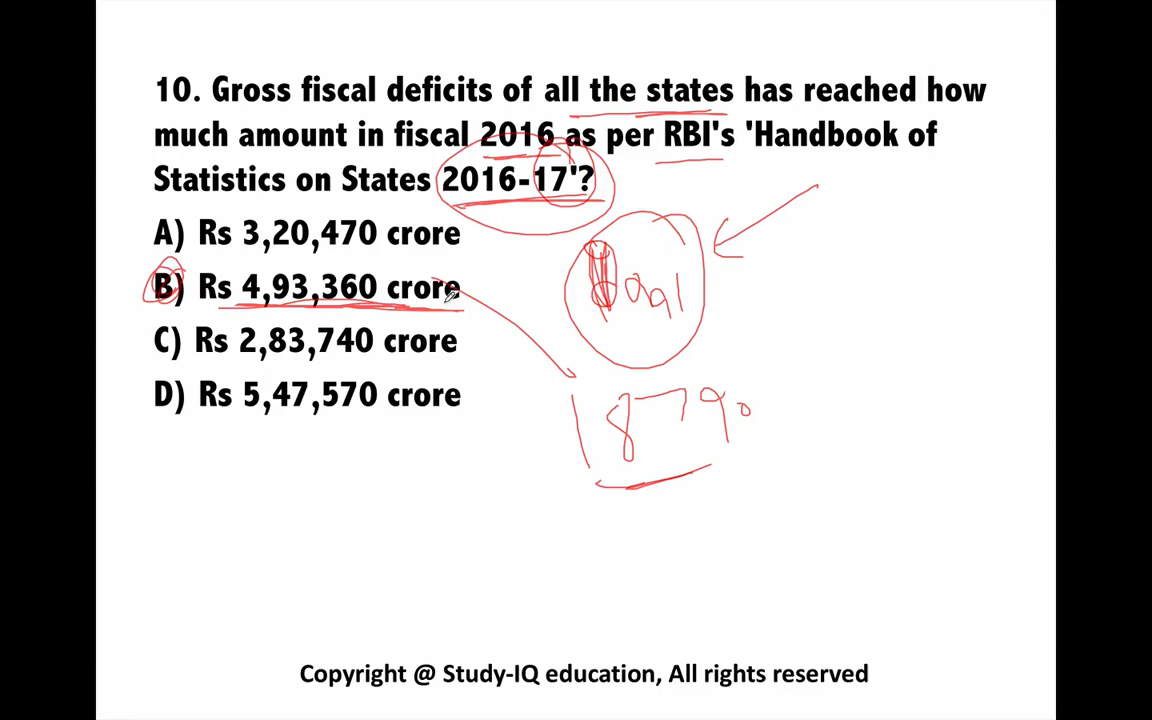 10. Gross fiscal deficits of all the states has reached how
much amount in fiscal 2016 as per RBI's 'Handbook of
Statistics on States 2016-17'?
A) Rs 3,20,470 crore
B) Rs 4,93,360 crore
C) Rs 2,83,740 crore
D) Rs 5,47,570 crore
1991
Copyright @ Study-IQ education, All rights reserved